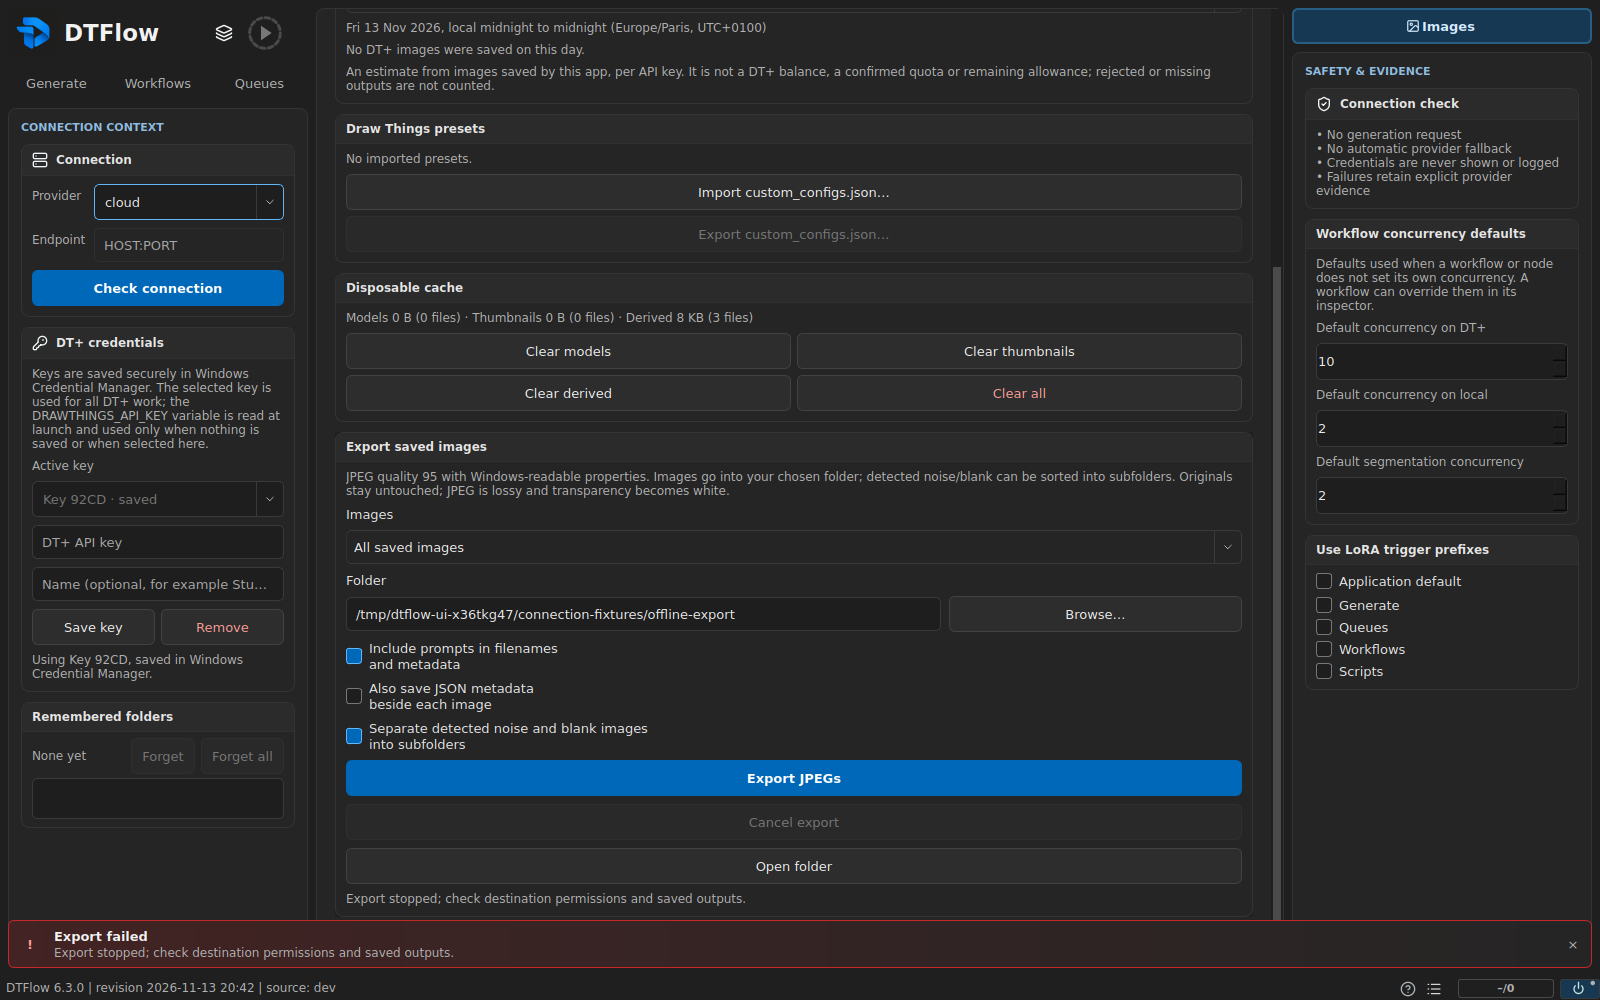 DTFlow
Generate
Workflows
Queues
CONNECTION CONTEXT
Connection
Provider
cloud
Endpoint
HOST:PORT
Check connection
DT+ credentials
Keys are saved securely in Windows
Credential Manager. The selected key is
used for all DT+ work; the
DRAWTHINGS_API_KEY variable is read at
launch and used only when nothing is
saved or when selected here.
Active key
Key 92CD · saved
DT+ API key
Name (optional, for example Stu...
Save key
Remove
Using Key 92CD, saved in Windows
Credential Manager.
Remembered folders
None yet
Forget
Forget all
Fri 13 Nov 2026, local midnight to midnight (Europe/Paris, UTC+0100)
No DT+ images were saved on this day.
An estimate from images saved by this app, per API key. It is not a DT+ balance, a confirmed quota or remaining allowance; rejected or missing
outputs are not counted.
Draw Things presets
No imported presets.
Import custom_configs.json...
Export custom_configs.json...
Disposable cache
Models 0 B (0 files) · Thumbnails 0 B (0 files) · Derived 8 KB (3 files)
Clear models
Clear thumbnails
Clear derived
Clear all
Export saved images
JPEG quality 95 with Windows-readable properties. Images go into your chosen folder; detected noise/blank can be sorted into subfolders. Originals
stay untouched; JPEG is lossy and transparency becomes white.
Images
All saved images
Folder
/tmp/dtflow-ui-x36tkg47/connection-fixtures/offline-export
Browse...
Include prompts in filenames
and metadata
Also save JSON metadata
beside each image
Separate detected noise and blank images
into subfolders
Export JPEGs
Cancel export
Open folder
Export stopped; check destination permissions and saved outputs.
Images
SAFETY & EVIDENCE
Connection check
• No generation request
• No automatic provider fallback
• Credentials are never shown or logged
• Failures retain explicit provider
evidence
Workflow concurrency defaults
Defaults used when a workflow or node
does not set its own concurrency. A
workflow can override them in its
inspector.
Default concurrency on DT+
10
Default concurrency on local
2
Default segmentation concurrency
2
Use LoRA trigger prefixes
Application default
Generate
Queues
Workflows
Scripts
! Export failed
Export stopped; check destination permissions and saved outputs.
DTFlow 6.3.0 | revision 2026-11-13 20:42 | source: dev
-/0